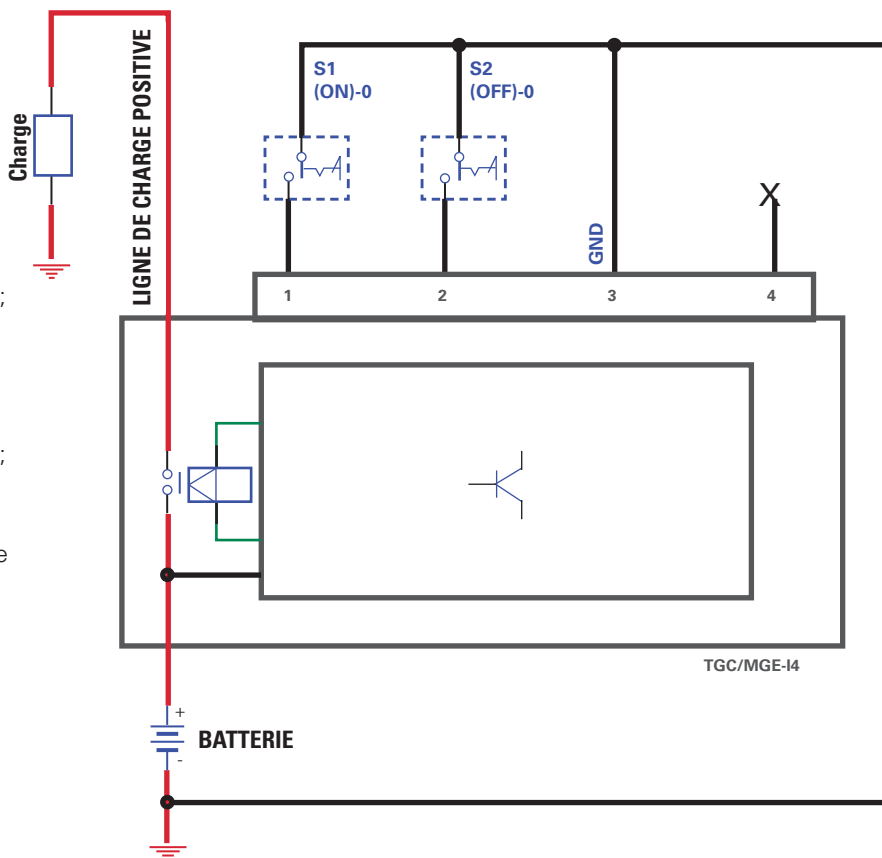 S1
(ON)-0
S2
(OFF)-0
Charge
LIGNE DE CHARGE POSITIVE
X
GND
;
1
2
3
4
;
e
TGC/MGE-I4
+
BATTERIE
-